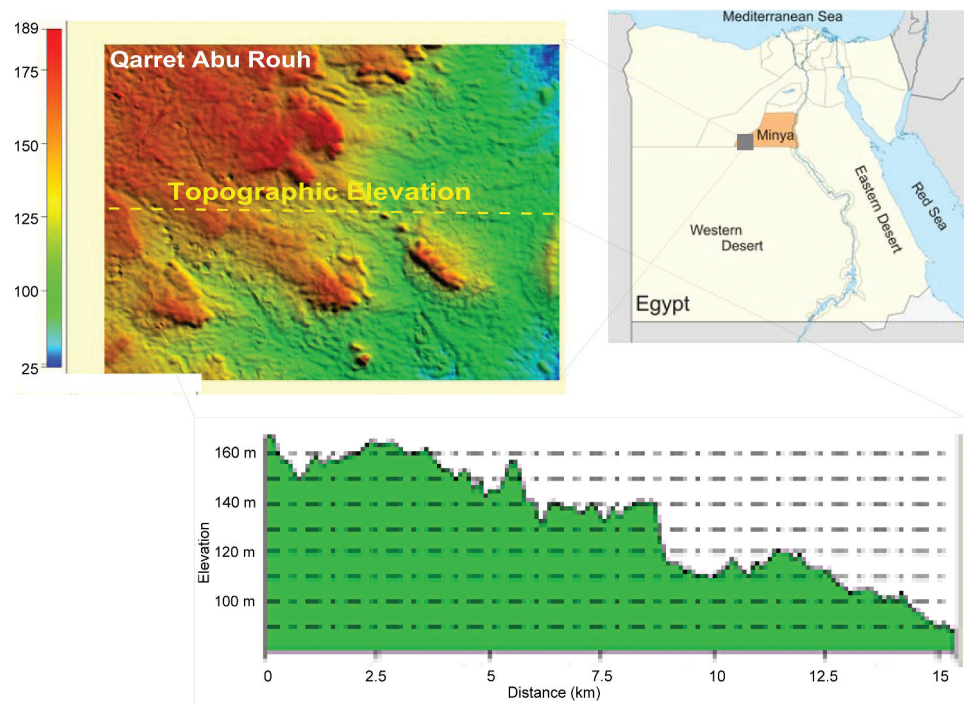 189
175
150
125
100
25
Qarret Abu Rouh
Topographic Elevation
Mediterranean Sea
Minya
Eastern Desert
Red Sea
Western
Desert
Egypt
160 m
140 m
120 m
100 m
Elevation
0
2.5
5
7.5
10
12.5
15
Distance (km)